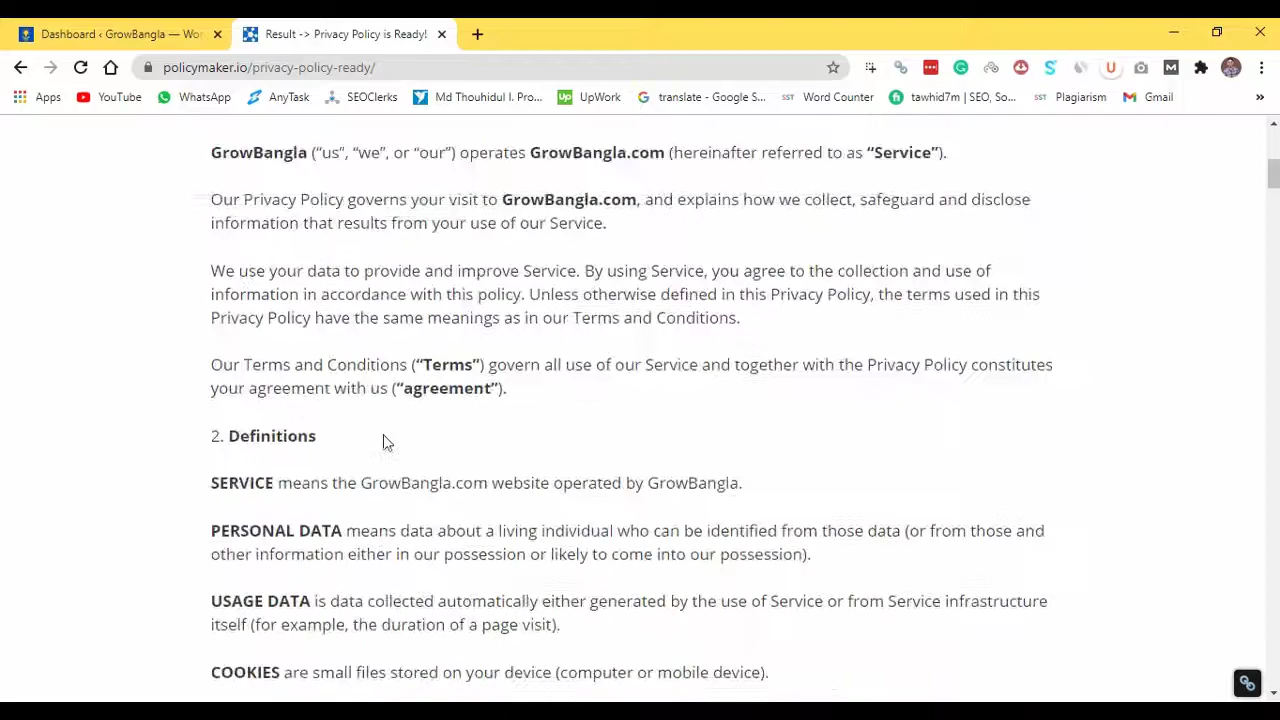 Dashboard ‹ GrowBangla — Wo
Result -> Privacy Policy is Ready!
policymaker.io/privacy-policy-ready/
Apps
YouTube
WhatsApp
AnyTask
SEOClerks
Md Thouhidul I. Pro...
UpWork
translate - Google S...
Word Counter
tawhid7m | SEO, So...
Plagiarism
Gmail
»
GrowBangla (“us”, “we”, or “our”) operates GrowBangla.com (hereinafter referred to as “Service”).
Our Privacy Policy governs your visit to GrowBangla.com, and explains how we collect, safeguard and disclose
information that results from your use of our Service.
We use your data to provide and improve Service. By using Service, you agree to the collection and use of
information in accordance with this policy. Unless otherwise defined in this Privacy Policy, the terms used in this
Privacy Policy have the same meanings as in our Terms and Conditions.
Our Terms and Conditions (“Terms”) govern all use of our Service and together with the Privacy Policy constitutes
your agreement with us (“agreement”).
2. Definitions
SERVICE means the GrowBangla.com website operated by GrowBangla.
PERSONAL DATA means data about a living individual who can be identified from those data (or from those and
other information either in our possession or likely to come into our possession).
USAGE DATA is data collected automatically either generated by the use of Service or from Service infrastructure
itself (for example, the duration of a page visit).
COOKIES are small files stored on your device (computer or mobile device).